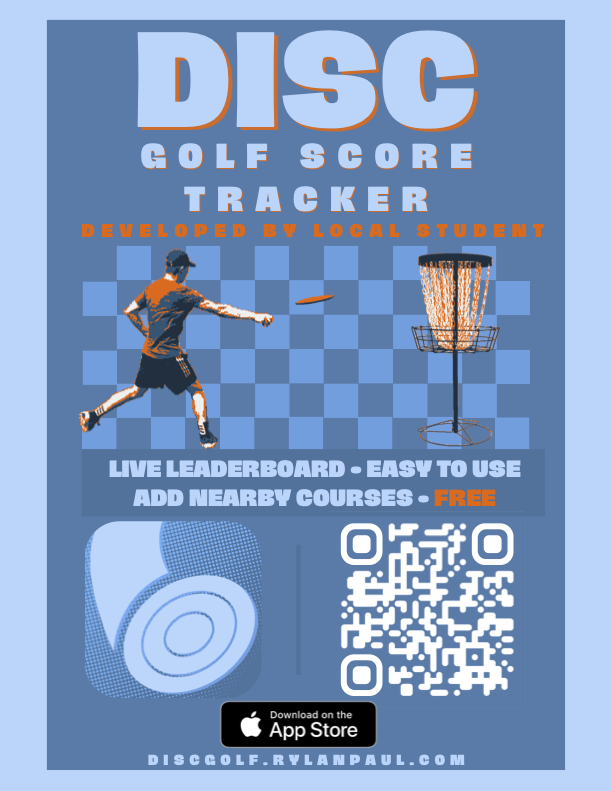 DISC
GOLF SCORE
TRACKER
DEVELOPED BY LOCAL STUDENT
LIVE LEADERBOARD - EASY TO USE
ADD NEARBY COURSES - FREE
Download on the
App Store
DISCGOLF.RYLANPAUL.COM